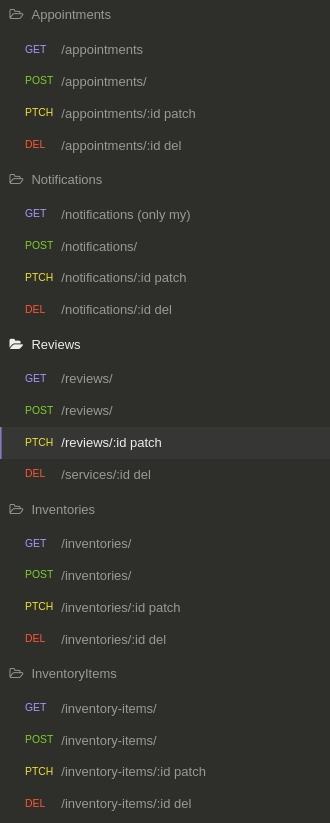 Appointments
GET /appointments
POST /appointments/
PTCH /appointments/:id patch
DEL /appointments/:id del
Notifications
GET /notifications (only my)
POST /notifications/
PTCH /notifications/:id patch
DEL /notifications/:id del
Reviews
GET /reviews/
POST /reviews/
PTCH /reviews/:id patch
DEL /services/:id del
Inventories
GET /inventories/
POST /inventories/
PTCH /inventories/:id patch
DEL /inventories/:id del
InventoryItems
GET /inventory-items/
POST /inventory-items/
PTCH /inventory-items/:id patch
DEL /inventory-items/:id del